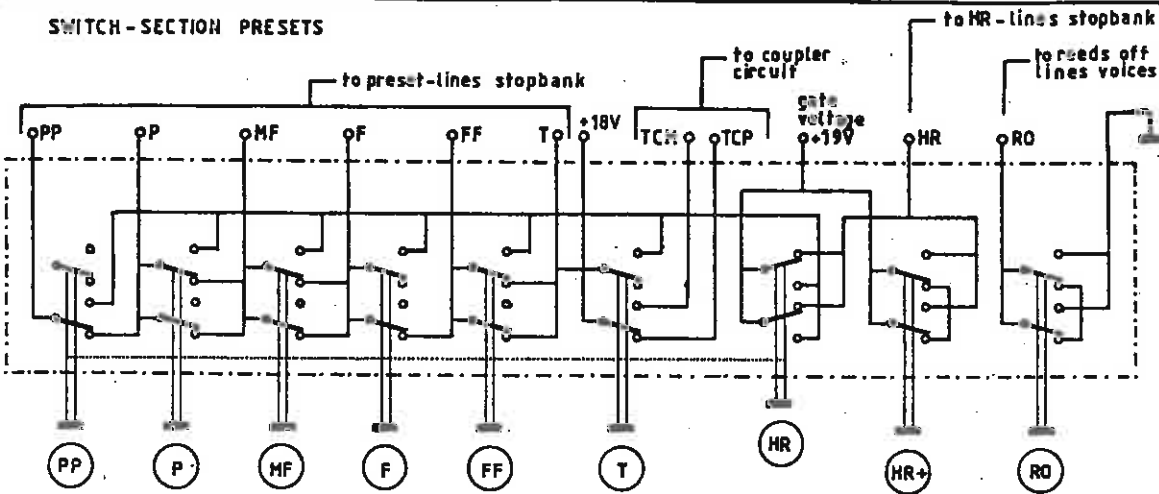 SWITCH-SECTION PRESETS
to HR-lines stopbank
to preset-lines stopbank
to coupler
circuit
to reeds off
lines voices
gate
voltage
+19V
PP
P
MF
F
FF
T
+18V
TCM
TCP
HR
RO
PP
P
MF
F
FF
T
HR
HR+
RO